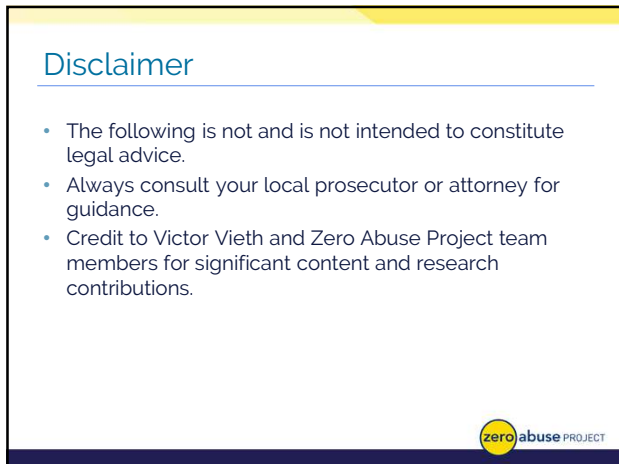 Disclaimer
• The following is not and is not intended to constitute
legal advice.
• Always consult your local prosecutor or attorney for
guidance.
• Credit to Victor Vieth and Zero Abuse Project team
members for significant content and research
contributions.
zero abuse PROJECT